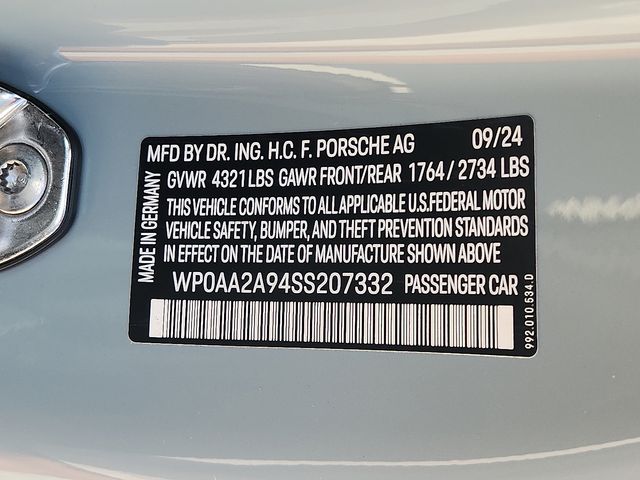 MFD BY DR. ING. H.C. F. PORSCHE AG 09/24
GVWR 4321 LBS GAWR FRONT/REAR 1764 / 2734 LBS
THIS VEHICLE CONFORMS TO ALL APPLICABLE U.S.FEDERAL MOTOR
VEHICLE SAFETY, BUMPER, AND THEFT PREVENTION STANDARDS
IN EFFECT ON THE DATE OF MANUFACTURE SHOWN ABOVE
WP0AA2A94SS207332 PASSENGER CAR
MADE IN GERMANY
992.010.534.D